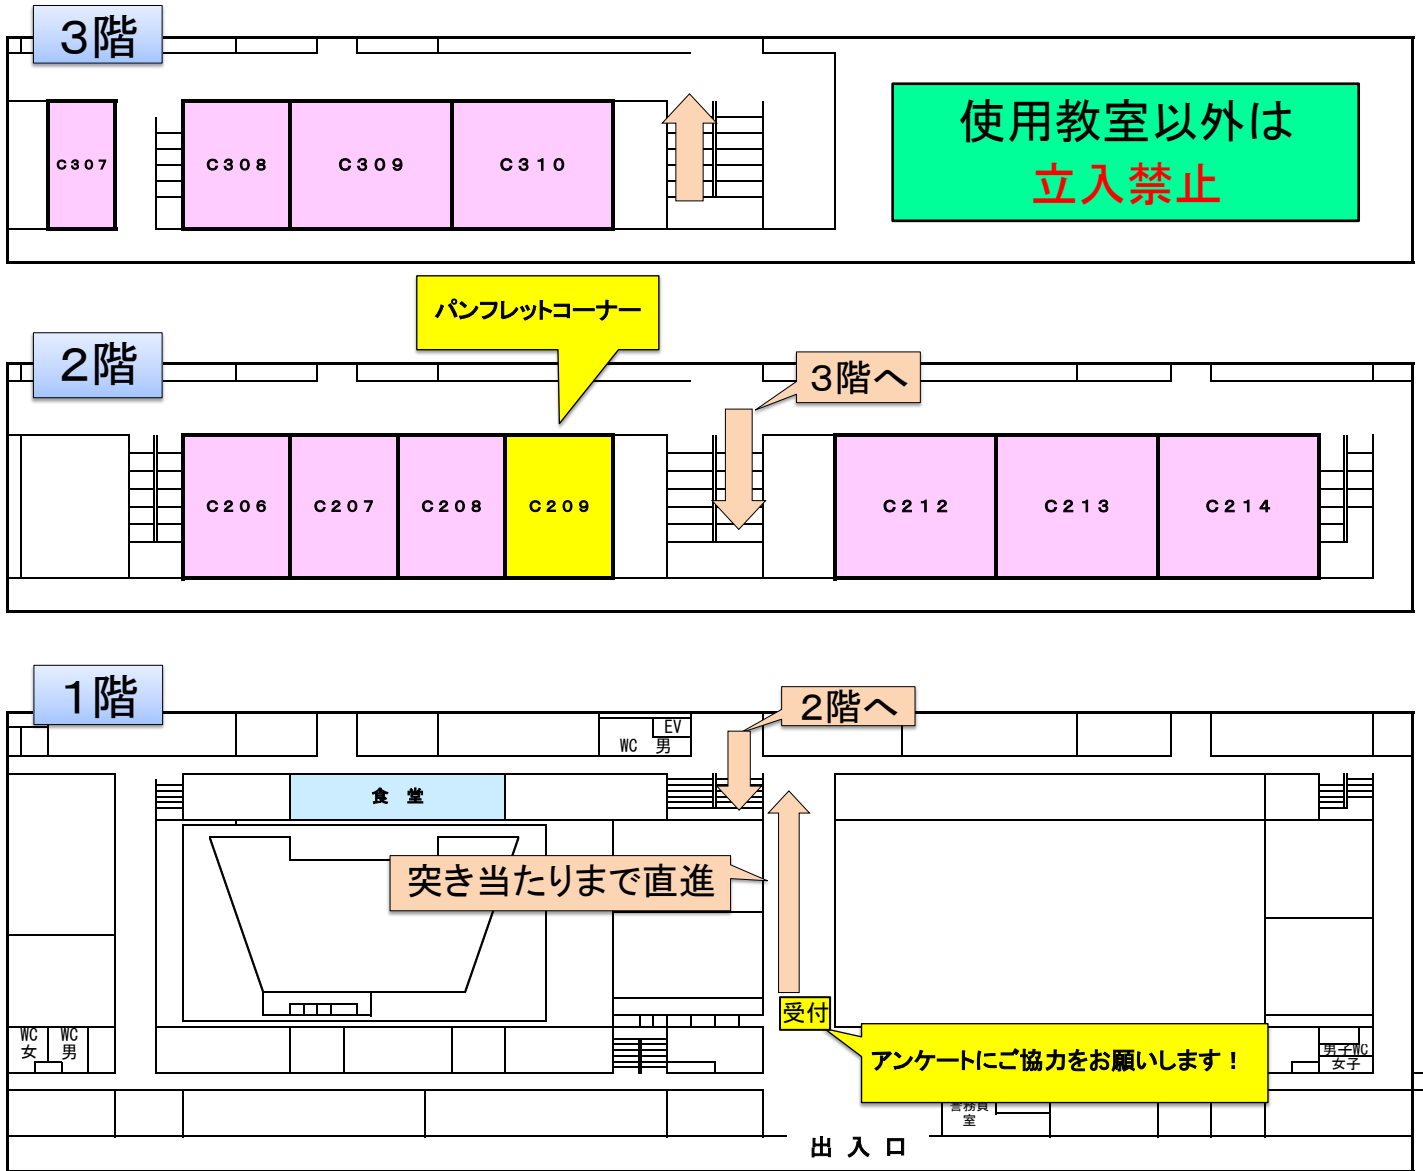 3階
使用教室以外は
立入禁止
C307
C308
C309
C310
パンフレットコーナー
2階
3階へ
C206
C207
C208
C209
C212
C213
C214
1階
2階へ
EV
WC 男
食 堂
突き当たりまで直進
受付
アンケートにご協力をお願いします！
WC
女
WC
男
男子WC
女子
警務員
室
出 入 口